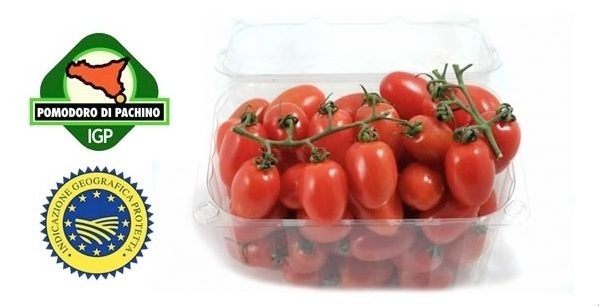 POMODORO DI PACHINO
IGP
INDICAZIONE GEOGRAFICA PROTETTA